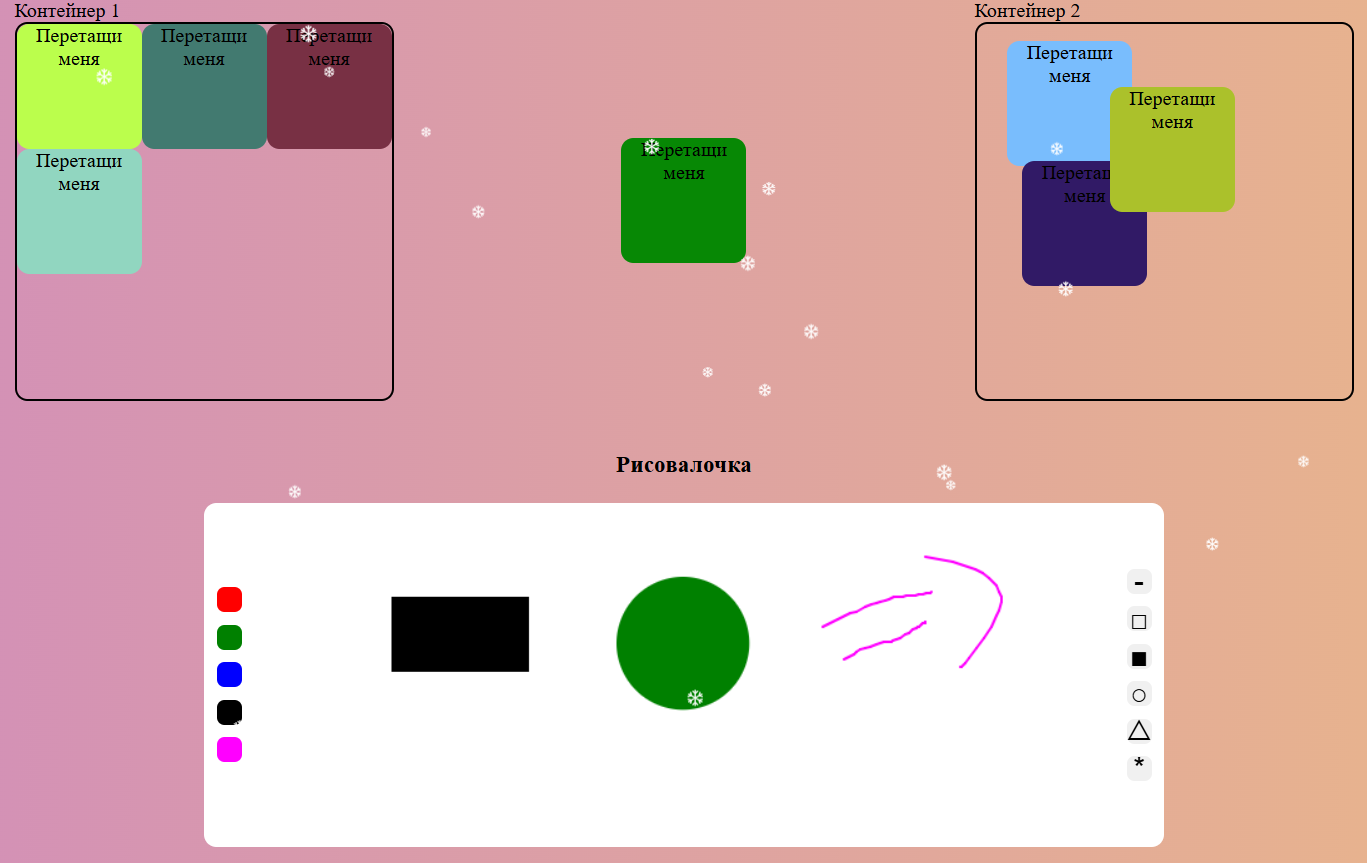 Контейнер 1
Контейнер 2
Перетащи
меня
Перетащи
меня
Перетащи
меня
Перетащи
меня
Перетащи
меня
Перетащи
меня
Перетащи
меня
меня
Рисовалочка
-
*